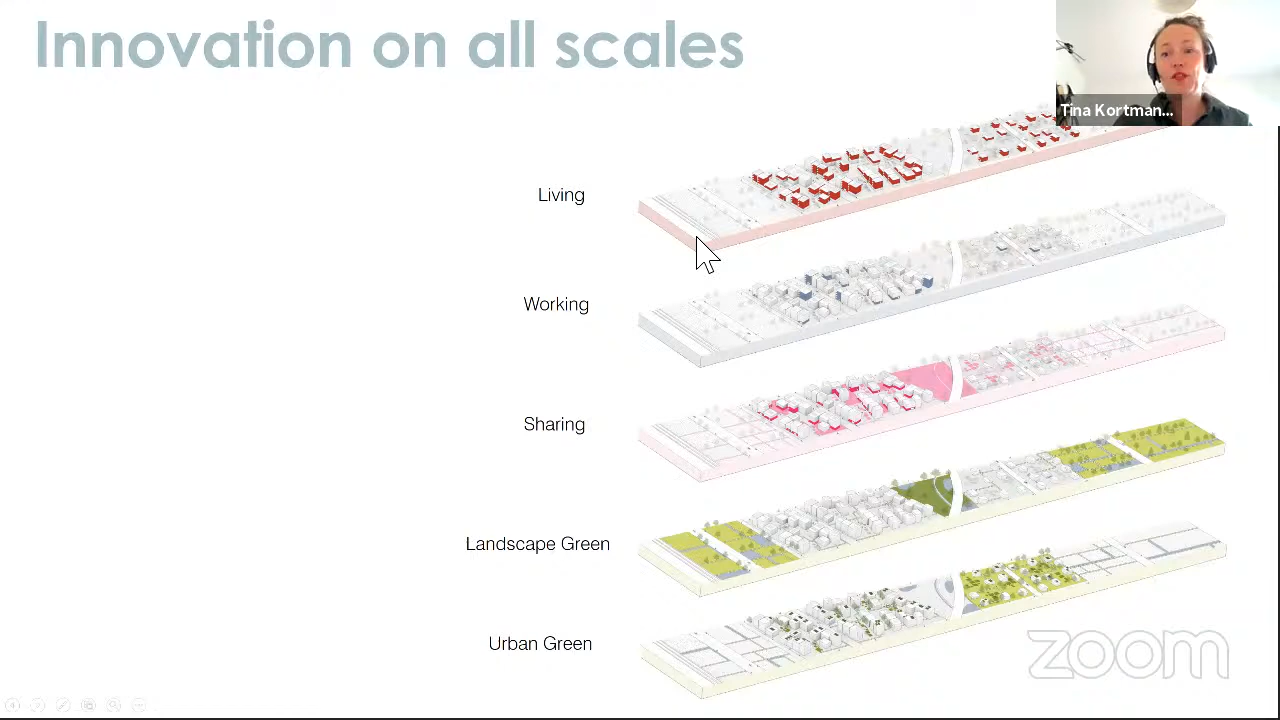 Innovation on all scales
Tina Kortman...
Living
Working
Sharing
Landscape Green
Urban Green
zoom